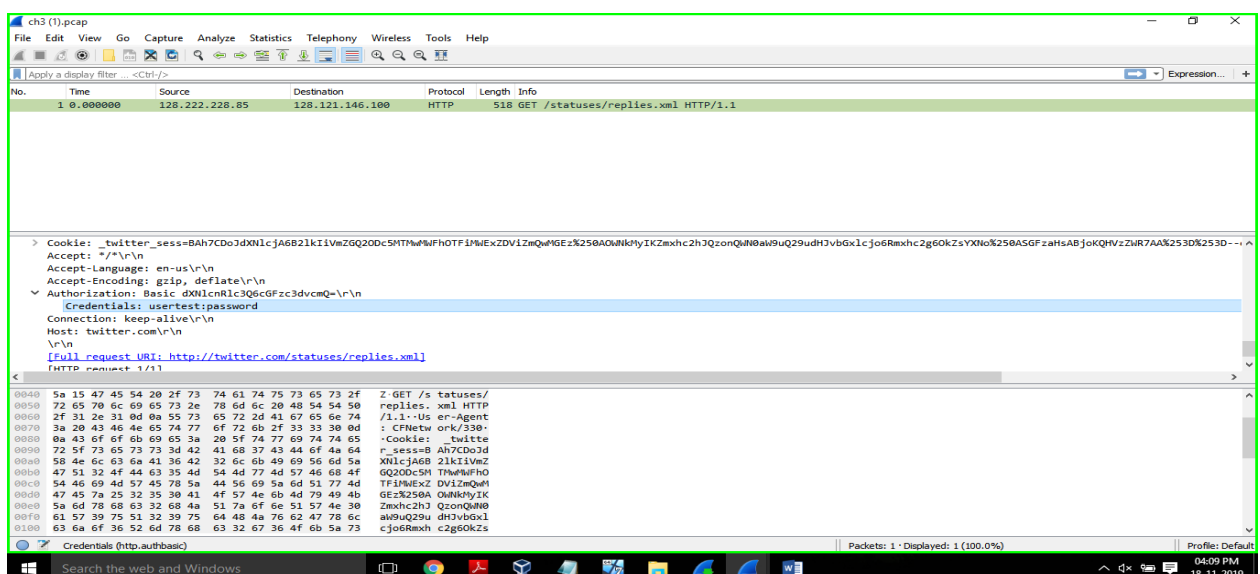 ch3 (1).pcap
File Edit View Go Capture Analyze Statistics Telephony Wireless Tools Help
Apply a display filter ... <Ctrl-/> Expression... +
No. Time Source Destination Protocol Length Info
1 0.000000 128.222.228.85 128.121.146.100 HTTP 518 GET /statuses/replies.xml HTTP/1.1
Accept: */*\r\n
Accept-Language: en-us\r\n
Accept-Encoding: gzip, deflate\r\n
Authorization: Basic dXNlcnRlc3Q6cGFzc3dvcmQ=\r\n
Credentials: usertest:password
Connection: keep-alive\r\n
Host: twitter.com\r\n
\r\n
[Full request URI: http://twitter.com/statuses/replies.xml]
[HTTP request 1/1]
0040 5a 15 47 45 54 20 2f 73 74 61 74 75 73 65 73 2f Z·GET /s tatuses/
0050 72 65 70 6c 69 65 73 2e 78 6d 6c 20 48 54 54 50 replies. xml HTTP
0060 2f 31 2e 31 0d 0a 55 73 65 72 2d 41 67 65 6e 74 /1.1··Us er-Agent
0070 3a 20 43 46 4e 65 74 77 6f 72 6b 2f 33 33 30 0d : CFNetw ork/330·
0080 0a 43 6f 6f 6b 69 65 3a 20 5f 74 77 69 74 74 65 ·Cookie: _twitte
0090 72 5f 73 65 73 73 3d 42 41 68 37 43 44 6f 4a 64 r_sess=B Ah7CDoJd
00a0 58 4e 6c 63 6a 41 36 42 32 6c 6b 49 69 56 6d 5a XNlcjA6B 2lkIiVmZ
00b0 47 51 32 4f 44 63 35 4d 54 4d 77 4d 57 46 68 4f GQ2ODc5M TMwMWFhO
00c0 54 46 69 4d 57 45 78 5a 44 56 69 5a 6d 51 77 4d TFiMWExZ DViZmQwM
00d0 47 45 7a 25 32 35 30 41 4f 57 4e 6b 4d 79 49 4b GEz%250A OWNkMyIK
00e0 5a 6d 78 68 63 32 68 4a 51 7a 6f 6e 51 57 4e 30 Zmxhc2hJ QzonQWN0
00f0 61 57 39 75 51 32 39 75 64 48 4a 76 62 47 78 6c aW9uQ29u dHJvbGxl
0100 63 6a 6f 36 52 6d 78 68 63 32 67 36 4f 6b 5a 73 cjo6Rmxh c2g6OkZs
Credentials (http.authbasic) Packets: 1 · Displayed: 1 (100.0%) Profile: Default
Search the web and Windows 04:09 PM
18-11-2019